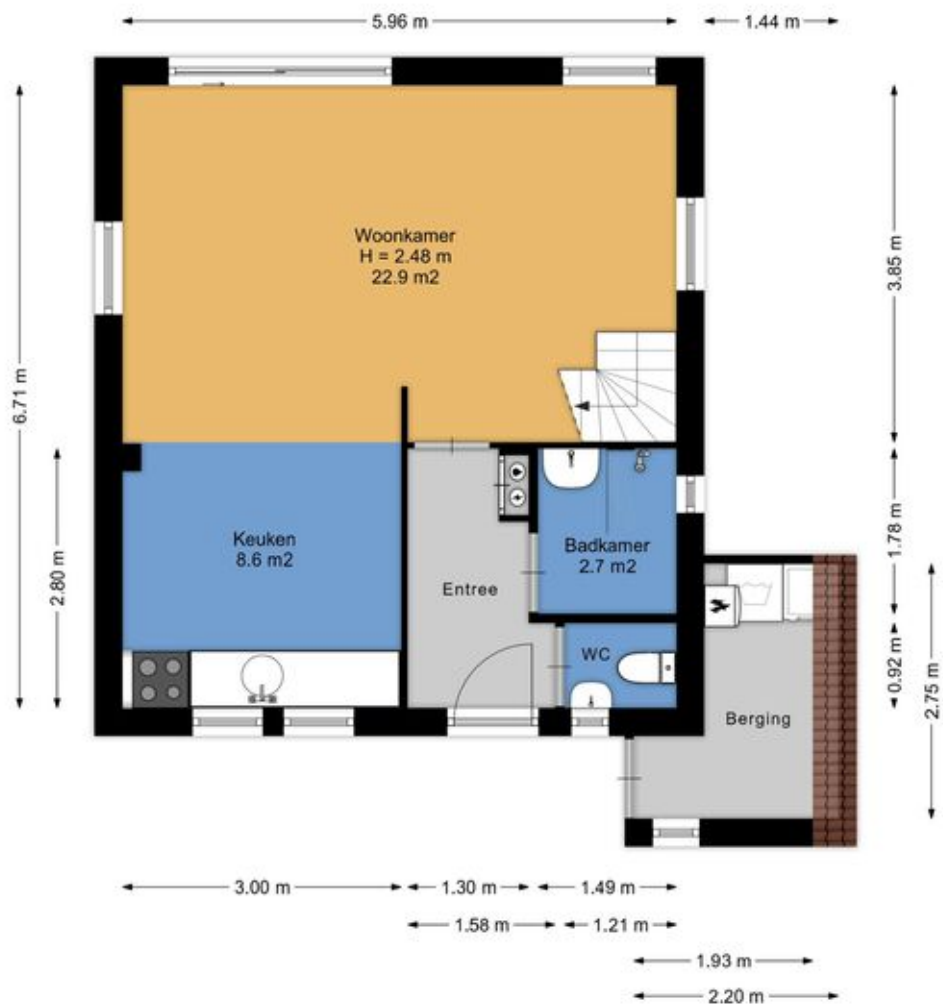 5.96 m
1.44 m
6.71 m
3.85 m
Woonkamer
H = 2.48 m
22.9 m2
2.80 m
Keuken
8.6 m2
Entree
Badkamer
2.7 m2
1.78 m
WC
0.92 m
2.75 m
Berging
3.00 m
1.30 m
1.49 m
1.58 m
1.21 m
1.93 m
2.20 m